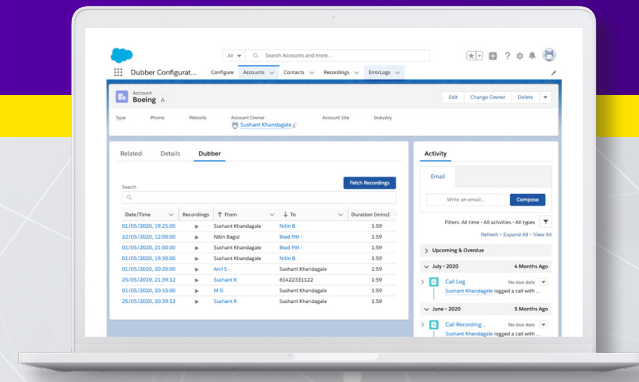 All ▼ Search Accounts and more...
Dubber Configurat... Configure Accounts Contacts Recordings ErrorLogs
Account
Boeing
Edit Change Owner Delete
Type Phone Website Account Owner Account Site Industry
Sushant Khandagale
Related Details Dubber
Activity
Fetch Recordings
Email
Search
Write an email... Compose
Date/Time Recordings ↑ From ↓ To Duration (mins)
Filters: All time • All activities • All types
01/05/2020, 19:25:00 Sushant Khandagale Nitin B 1:59
Refresh • Expand All • View All
22/05/2020, 12:00:00 Nitin Bagul Brad Pitt - 1:59
01/05/2020, 21:00:00 Sushant Khandagale Brad Pitt - 1:59
Upcoming & Overdue
01/05/2020, 19:30:00 Sushant Khandagale Nitin B 1:59
July • 2020 4 Months Ago
01/05/2020, 20:20:00 Anil S - Sushant Khandagale 1:59
25/05/2019, 21:39:12 Sushant K 61422331122 1:59
Call Log No due date
01/05/2020, 20:15:00 M D Sushant Khandagale 1:59
Sushant Khandagale logged a call with ...
25/05/2020, 20:39:12 Sushant K Sushant Khandagale 1:59
June • 2020 5 Months Ago
Call Recording... No due date
Sushant Khandagale logged a call with ...